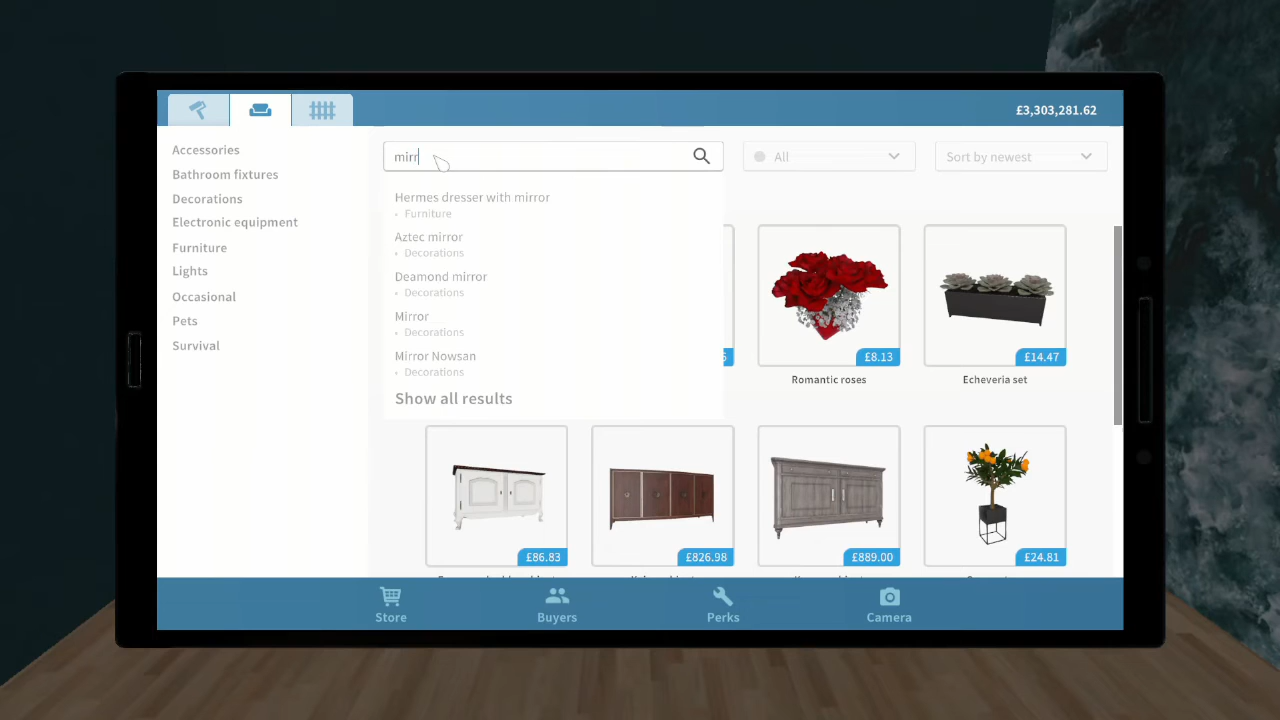 £3,303,281.62
Accessories
Bathroom fixtures
Decorations
Electronic equipment
Furniture
Lights
Occasional
Pets
Survival
mirr
All
Sort by newest
Hermes dresser with mirror
• Furniture
Aztec mirror
• Decorations
Deamond mirror
• Decorations
Mirror
• Decorations
Mirror Nowsan
• Decorations
Show all results
£8.13
£14.47
Romantic roses
Echeveria set
£86.83
£826.98
£889.00
£24.81
Store
Buyers
Perks
Camera